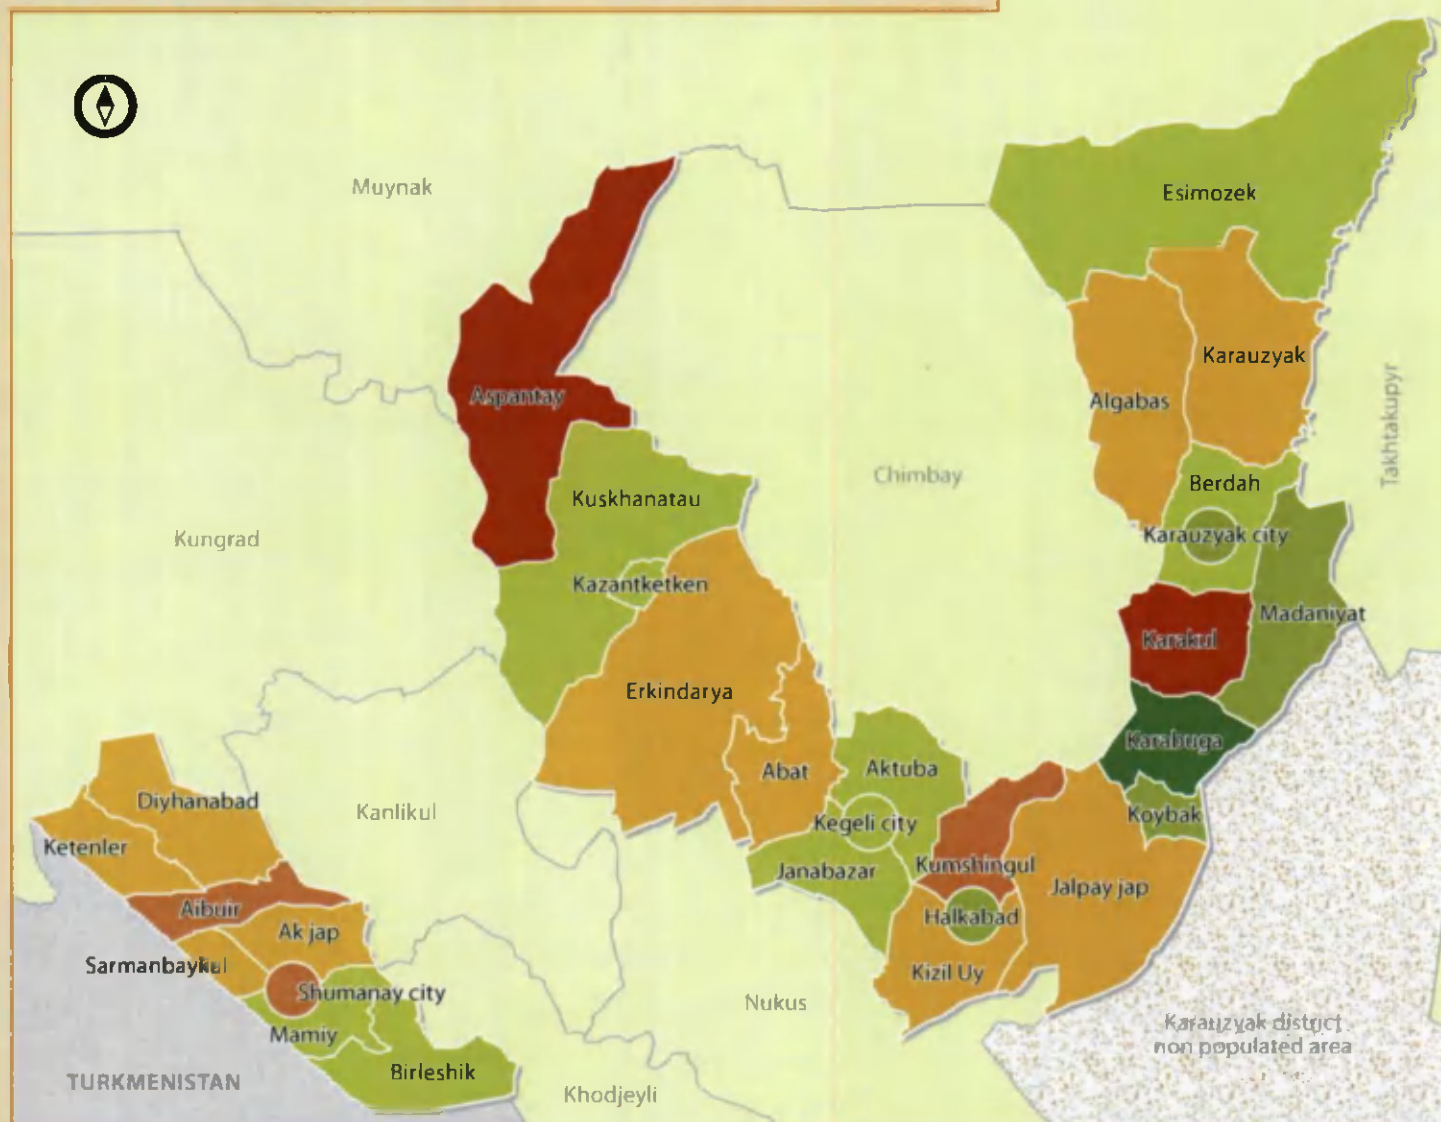 Muynak
Esimozek
Karauzyak
Aspantay
Algabas
Takhtakupyr
Chimbay
Berdah
Kuskhanatau
Kungrad
Karauzyak city
Kazantketken
Madaniyat
Karakul
Erkindarya
Karabuga
Abat
Aktuba
Diyhanabad
Kanlikul
Koybak
Kegeli city
Ketenler
Kumshingul
Janabazar
Jalpay jap
Aibuir
Halkabad
Ak jap
Sarmanbaykul
Kizil Uy
Shumanay city
Nukus
Mamiy
Karauzyak district
non populated area
Birleshik
TURKMENISTAN
Khodjeyli